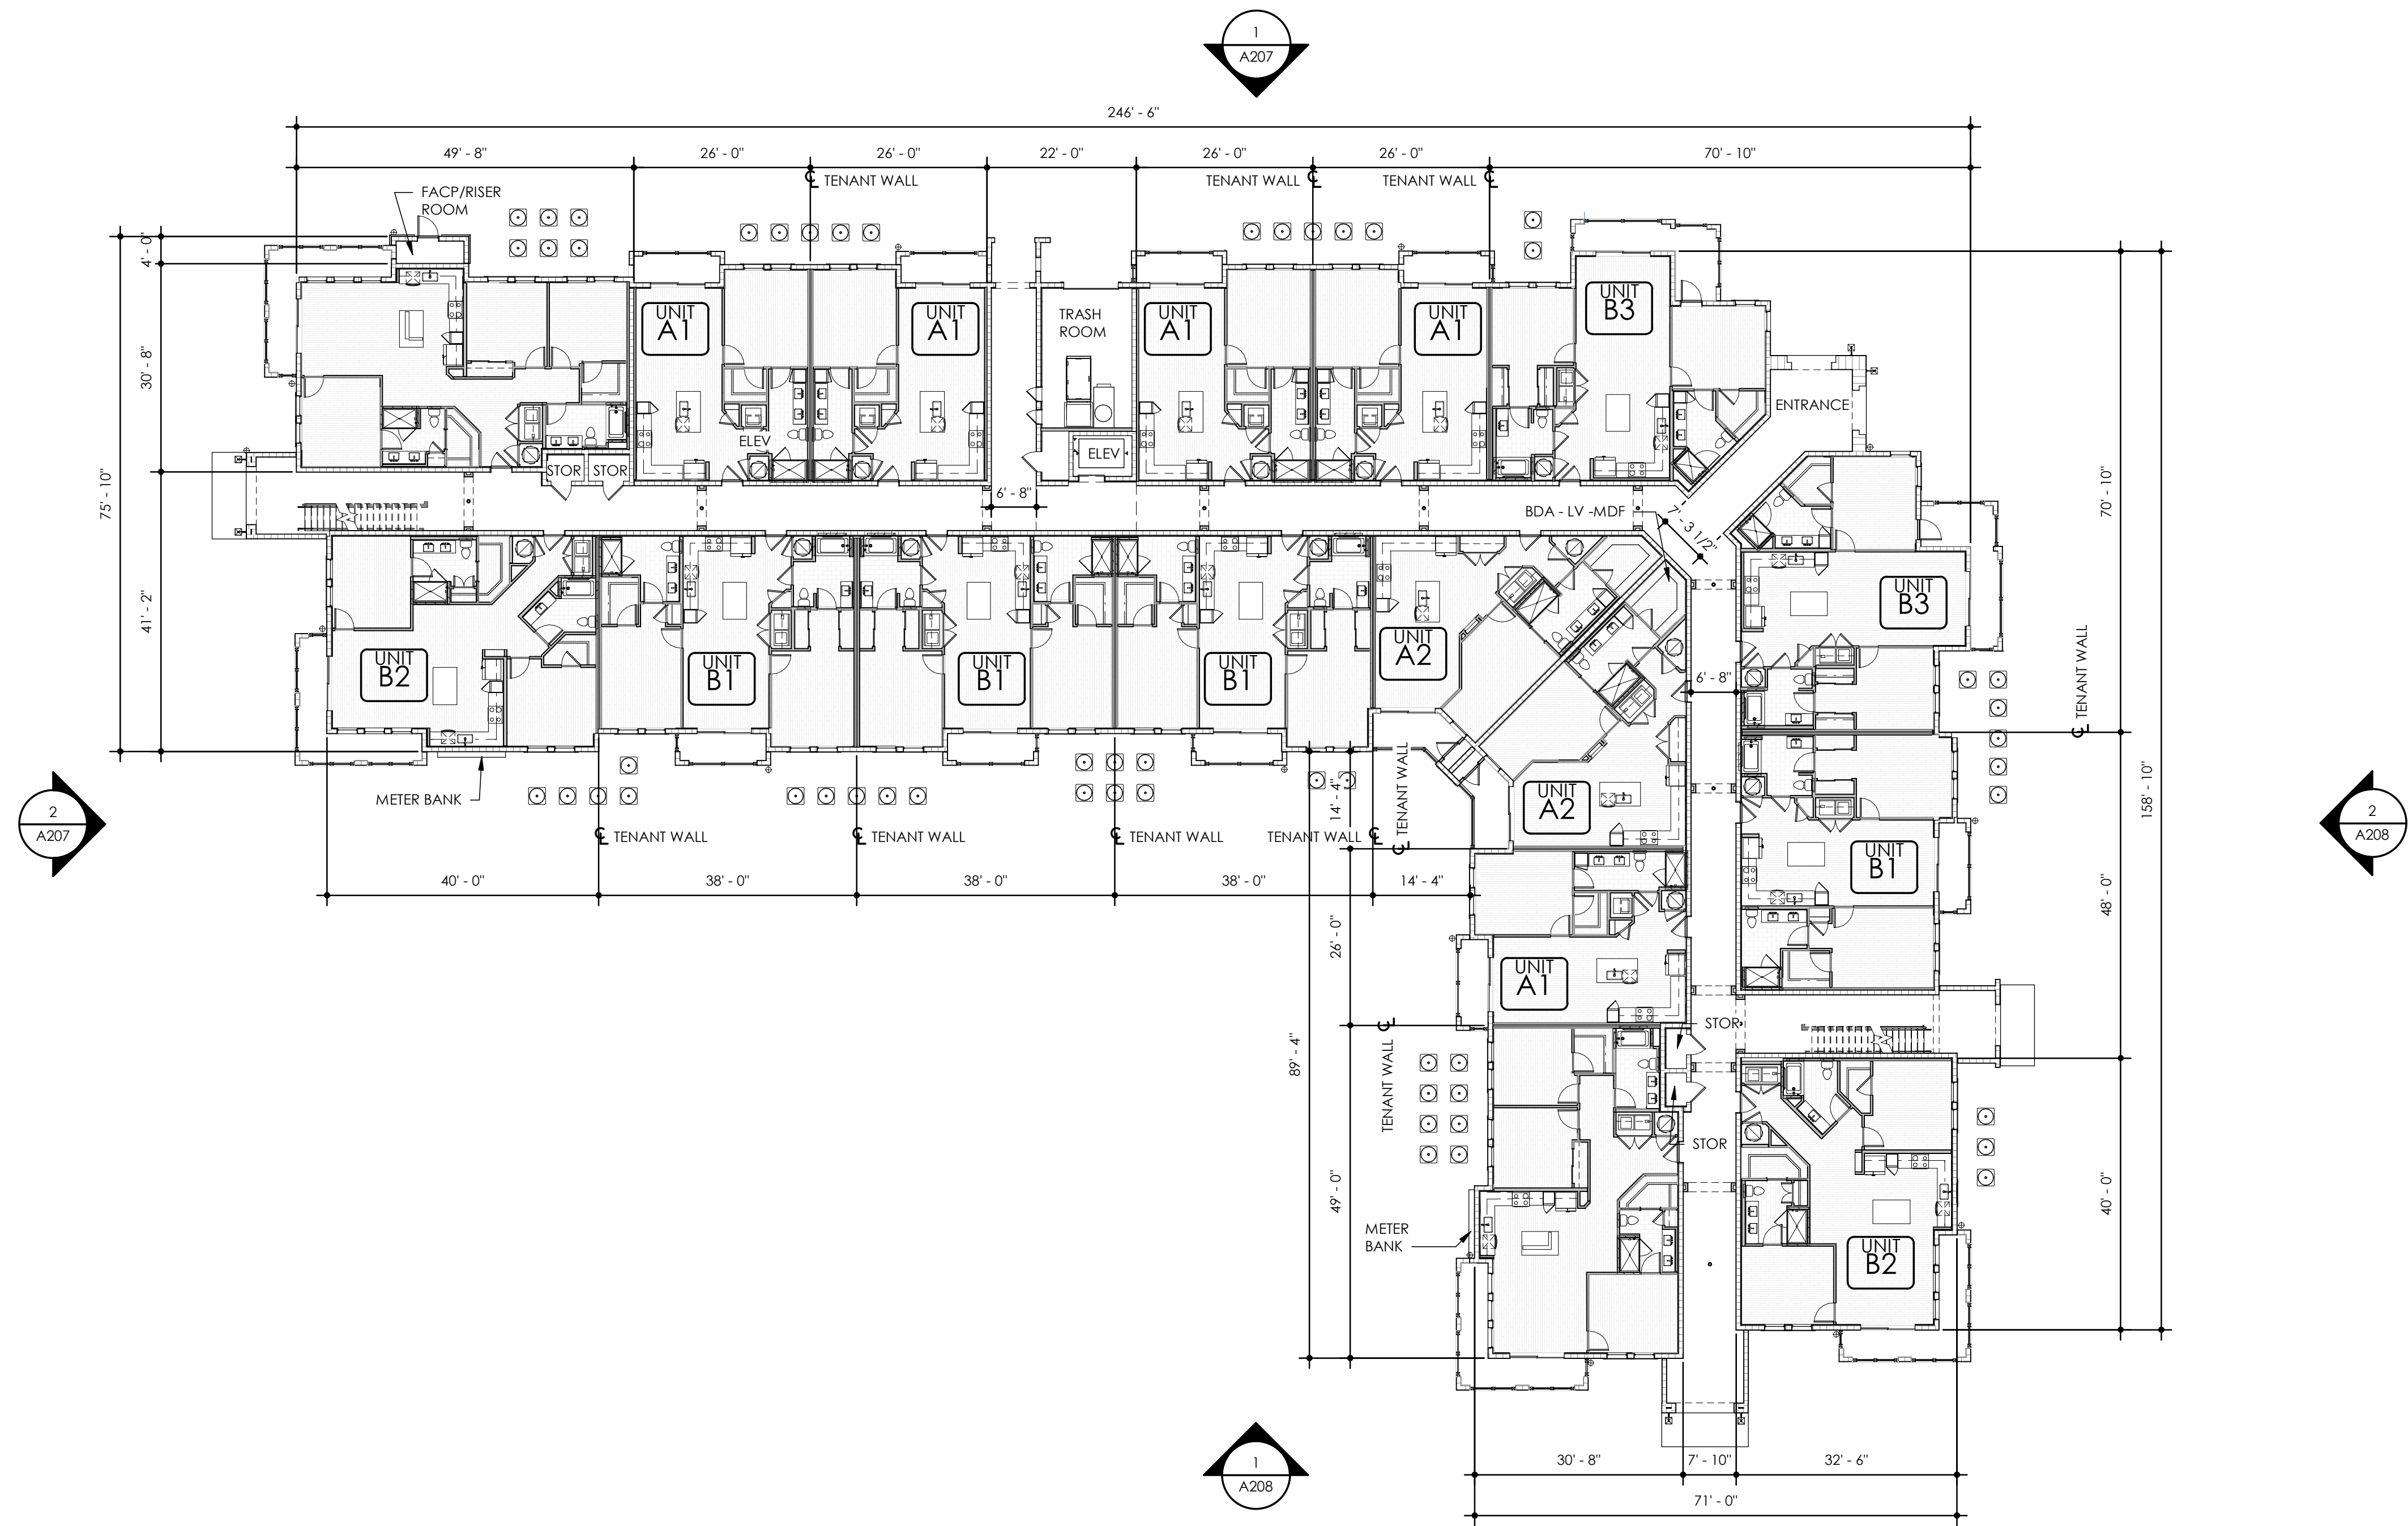 1
A207
246' - 6"
49' - 8"
26' - 0"
26' - 0"
22' - 0"
26' - 0"
26' - 0"
70' - 10"
TENANT WALL
TENANT WALL
TENANT WALL
FACP/RISER
ROOM
4' - 0"
30' - 8"
75' - 10"
41' - 2"
UNIT
A1
UNIT
A1
TRASH
ROOM
UNIT
A1
UNIT
A1
UNIT
B3
ENTRANCE
ELEV
ELEV
STOR
STOR
6' - 8"
BDA - LV -MDF
7' - 3 1/2"
70' - 10"
UNIT
B2
UNIT
B1
UNIT
B1
UNIT
B1
UNIT
A2
UNIT
B3
6' - 8"
TENANT WALL
METER BANK
2
A207
TENANT WALL
TENANT WALL
TENANT WALL
TENANT WALL
14' - 4"
TENANT WALL
UNIT
A2
UNIT
B1
158' - 10"
2
A208
40' - 0"
38' - 0"
38' - 0"
38' - 0"
14' - 4"
48' - 0"
26' - 0"
UNIT
A1
STOR
89' - 4"
TENANT WALL
STOR
49' - 0"
40' - 0"
METER
BANK
UNIT
B2
1
A208
30' - 8"
7' - 10"
32' - 6"
71' - 0"